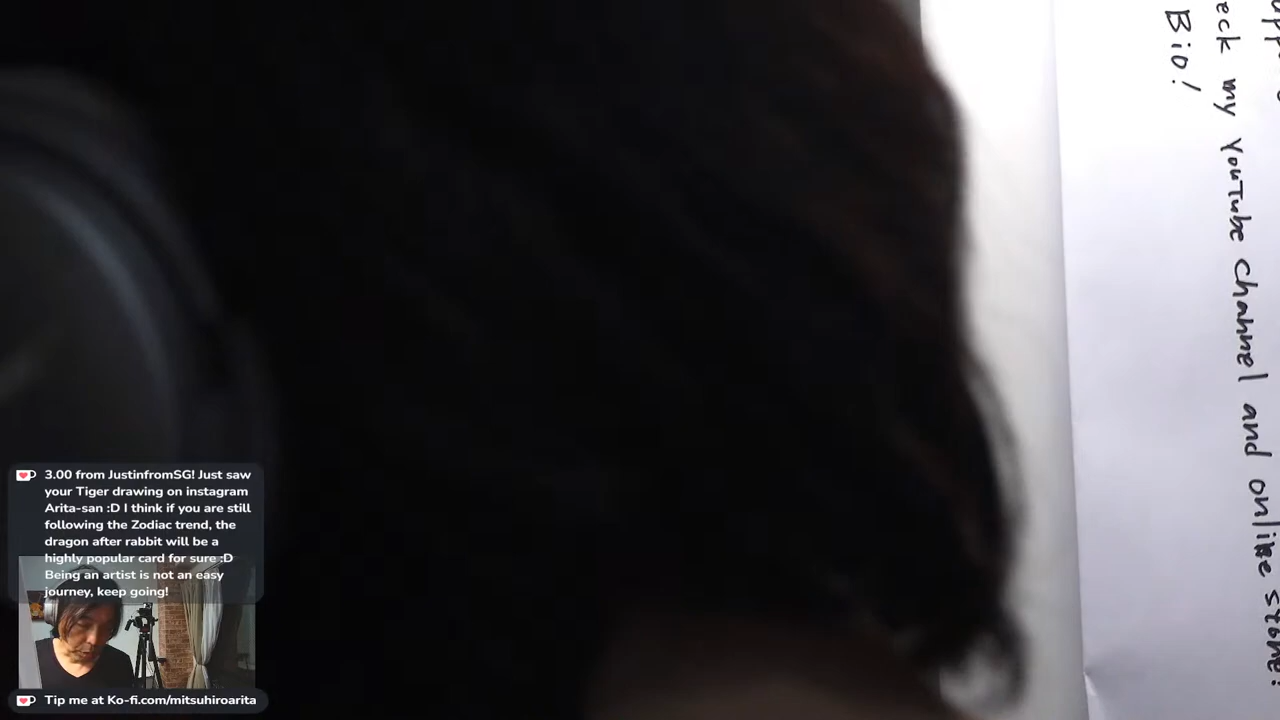 eck my YouTube channel and onlike store!
Bio!
3.00 from JustinfromSG! Just saw
your Tiger drawing on instagram
Arita-san :D I think if you are still
following the Zodiac trend, the
dragon after rabbit will be a
highly popular card for sure :D
Being an artist is not an easy
journey, keep going!
Tip me at Ko-fi.com/mitsuhiroarita